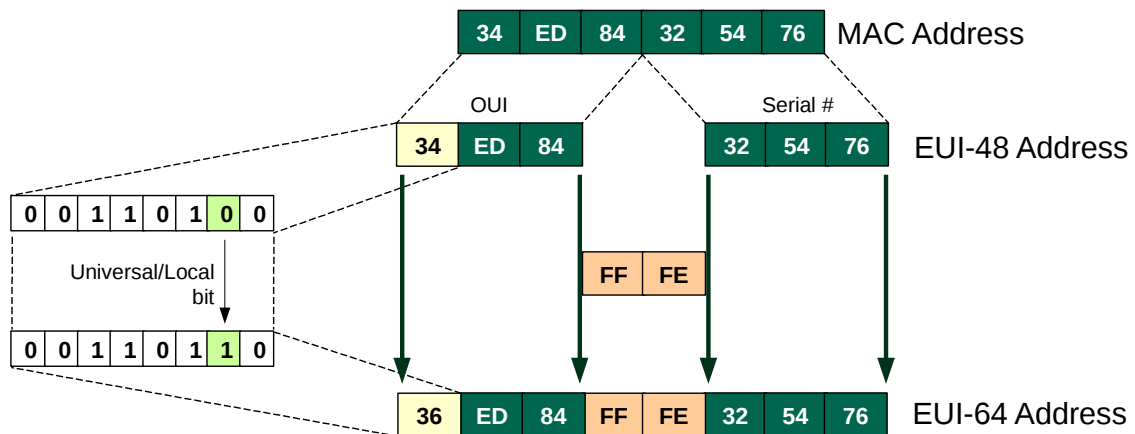 34 ED 84 32 54 76 MAC Address
OUI Serial #
34 ED 84 32 54 76 EUI-48 Address
0 0 1 1 0 1 0 0
Universal/Local
bit
FF FE
0 0 1 1 0 1 1 0
36 ED 84 FF FE 32 54 76 EUI-64 Address